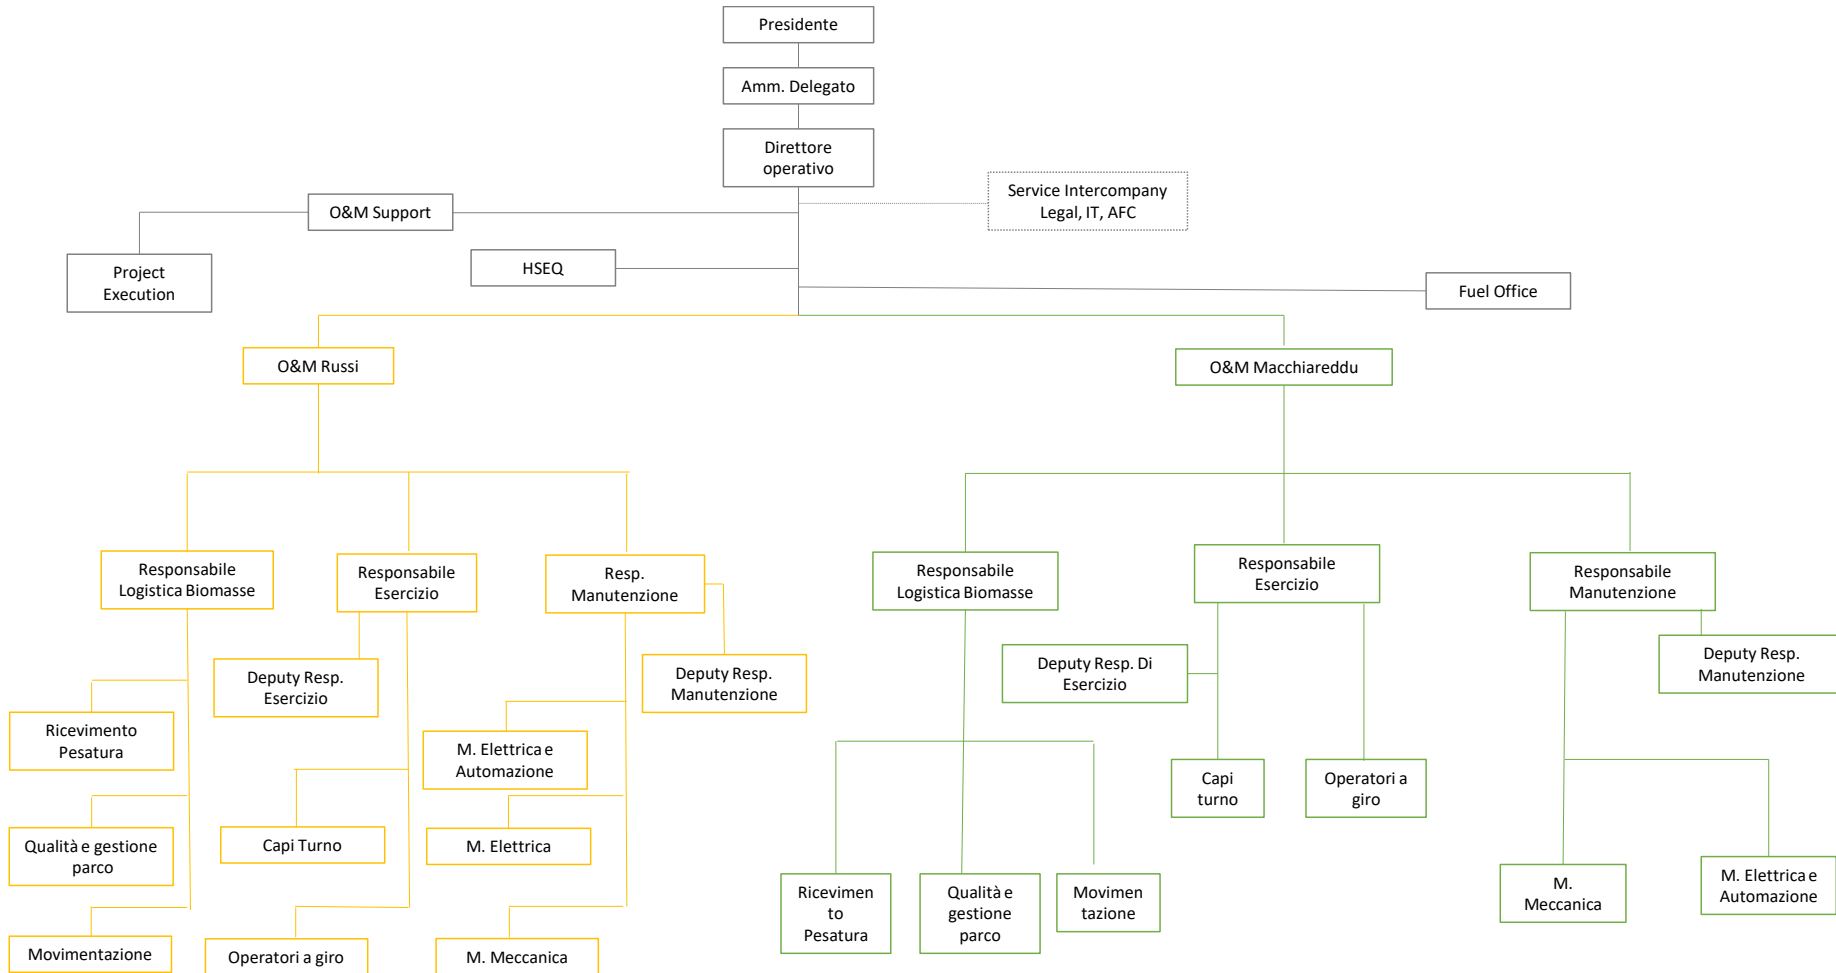 Presidente
Amm. Delegato
Direttore
operativo
Service Intercompany
Legal, IT, AFC
O&M Support
HSEQ
Project
Execution
Fuel Office
O&M Russi
O&M Macchiareddu
Responsabile
Logistica Biomasse
Responsabile
Esercizio
Resp.
Manutenzione
Responsabile
Logistica Biomasse
Responsabile
Esercizio
Responsabile
Manutenzione
Deputy Resp.
Esercizio
Deputy Resp.
Manutenzione
Deputy Resp. Di
Esercizio
Deputy Resp.
Manutenzione
Ricevimento
Pesatura
M. Elettrica e
Automazione
Capi
turno
Operatori a
giro
Qualità e gestione
parco
Capi Turno
M. Elettrica
Ricevimen
to
Pesatura
Qualità e
gestione
parco
Movimen
tazione
M.
Meccanica
M. Elettrica e
Automazione
Movimentazione
Operatori a giro
M. Meccanica